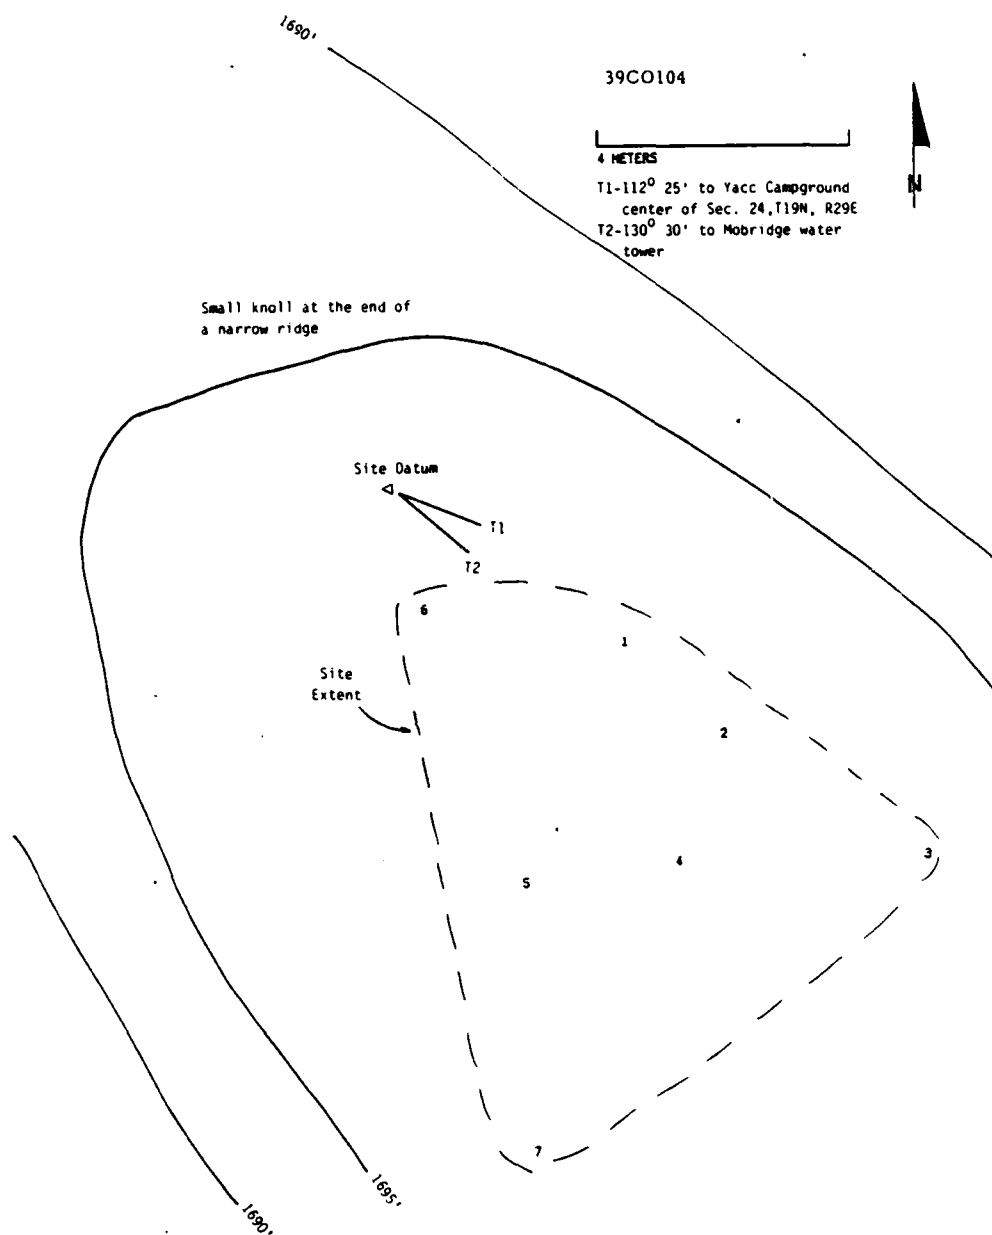 1690'
39CO104
4 METERS
T1-112° 25' to Yacc Campground
center of Sec. 24,T19N, R29E
T2-130° 30' to Mobridge water
tower
N
Small knoll at the end of
a narrow ridge
Site Datum
T1
T2
6
1
Site
Extent
2
3
4
5
7
1695'
1690'